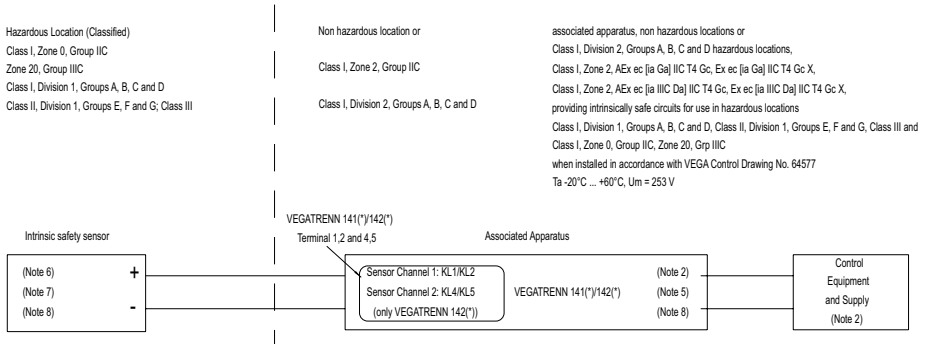 Hazardous Location (Classified)
Class I, Zone 0, Group IIC
Zone 20, Group IIIC
Class I, Division 1, Groups A, B, C and D
Class II, Division 1, Groups E, F and G; Class III
Non hazardous location or
Class I, Zone 2, Group IIC
Class I, Division 2, Groups A, B, C and D
associated apparatus, non hazardous locations or
Class I, Division 2, Groups A, B, C and D hazardous locations,
Class I, Zone 2, AEx ec [ia Ga] IIC T4 Gc, Ex ec [ia Ga] IIC T4 Gc X,
Class I, Zone 2, AEx ec [ia IIIC Da] IIC T4 Gc, Ex ec [ia IIIC Da] IIC T4 Gc X,
providing intrinsically safe circuits for use in hazardous locations
Class I, Division 1, Groups A, B, C and D, Class II, Division 1, Groups E, F and G, Class III and
Class I, Zone 0, Group IIC, Zone 20, Grp IIIC
when installed in accordance with VEGA Control Drawing No. 64577
Ta -20°C ... +60°C, Um = 253 V
VEGATRENN 141(*)/142(*)
Terminal 1,2 and 4,5
Intrinsic safety sensor
Associated Apparatus
(Note 6) +
(Note 7)
(Note 8) -
Sensor Channel 1: KL1/KL2
Sensor Channel 2: KL4/KL5
(only VEGATRENN 142(*))
VEGATRENN 141(*)/142(*)
(Note 2)
(Note 5)
(Note 8)
Control
Equipment
and Supply
(Note 2)